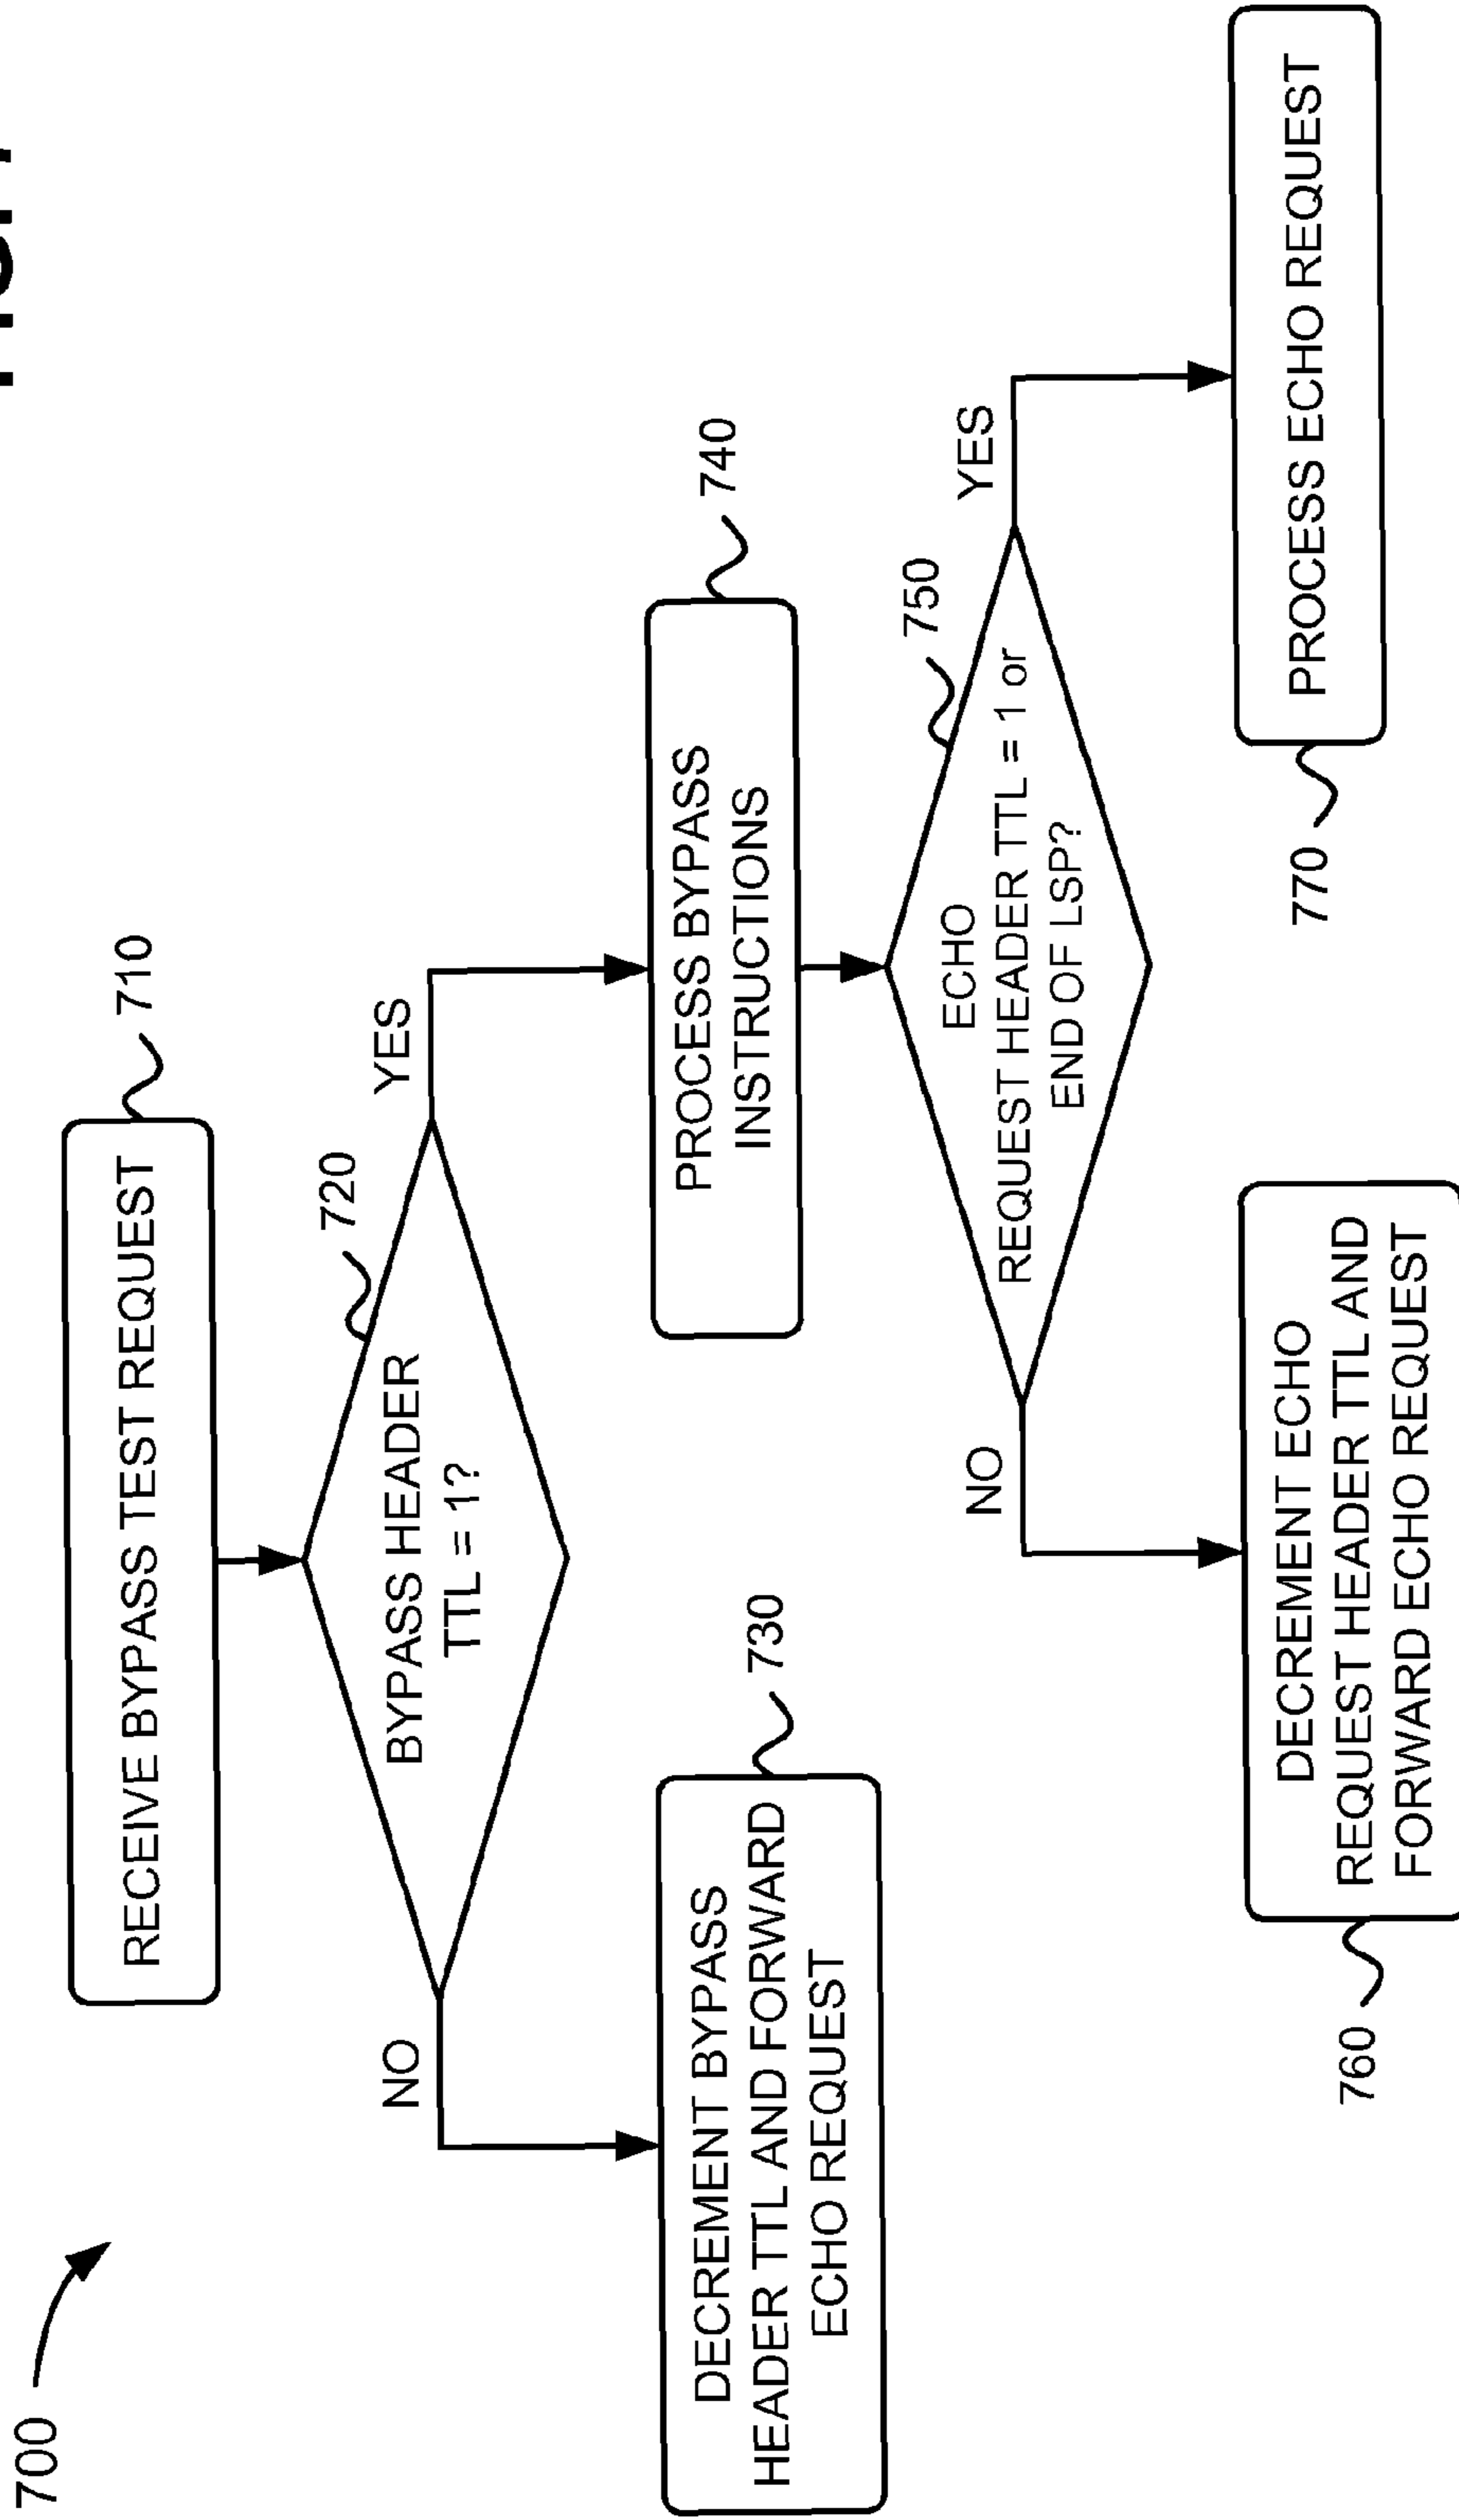 700
RECEIVE BYPASS TEST REQUEST
710
720
BYPASS HEADER
TTL = 1?
NO
YES
DECREMENT BYPASS
HEADER TTL AND FORWARD
ECHO REQUEST
730
PROCESS BYPASS
INSTRUCTIONS
740
750
ECHO
REQUEST HEADER TTL = 1 or
END OF LSP?
NO
YES
DECREMENT ECHO
REQUEST HEADER TTL AND
FORWARD ECHO REQUEST
760
PROCESS ECHO REQUEST
770